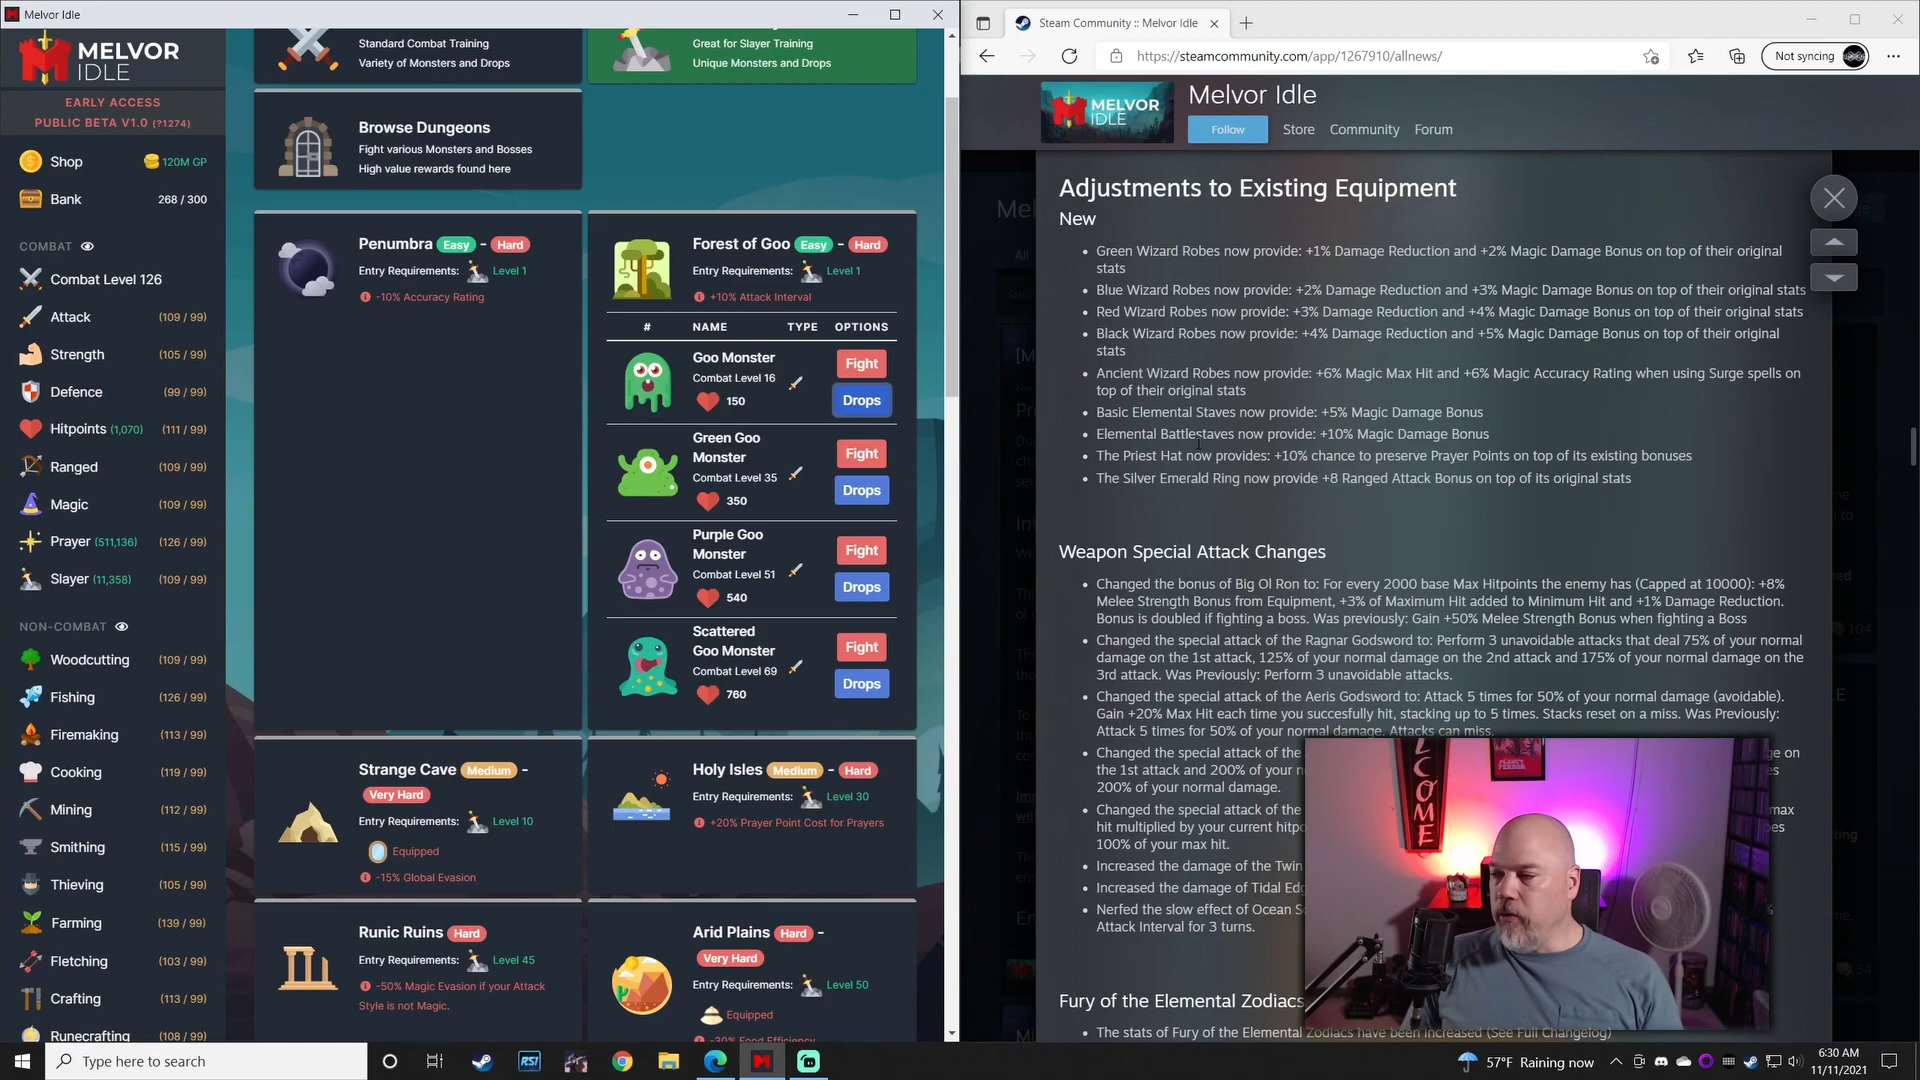 Melvor Idle
MELVOR
IDLE
EARLY ACCESS
PUBLIC BETA V1.0 (?1274)
Shop 120M GP
Bank 268 / 300
COMBAT
Combat Level 126
Attack (109 / 99)
Strength (105 / 99)
Defence (99 / 99)
Hitpoints (1,070) (111 / 99)
Ranged (109 / 99)
Magic (109 / 99)
Prayer (511,136) (126 / 99)
Slayer (11,358) (109 / 99)
NON-COMBAT
Woodcutting (109 / 99)
Fishing (126 / 99)
Firemaking (113 / 99)
Cooking (119 / 99)
Mining (112 / 99)
Smithing (115 / 99)
Thieving (105 / 99)
Farming (139 / 99)
Fletching (103 / 99)
Crafting (113 / 99)
Runecrafting (108 / 99)
Standard Combat Training
Variety of Monsters and Drops
Great for Slayer Training
Unique Monsters and Drops
Browse Dungeons
Fight various Monsters and Bosses
High value rewards found here
Penumbra Easy - Hard
Entry Requirements: Level 1
-10% Accuracy Rating
Forest of Goo Easy - Hard
Entry Requirements: Level 1
+10% Attack Interval
# NAME TYPE OPTIONS
Goo Monster
Combat Level 16
150
Fight
Drops
Green Goo
Monster
Combat Level 35
350
Fight
Drops
Purple Goo
Monster
Combat Level 51
540
Fight
Drops
Scattered
Goo Monster
Combat Level 69
760
Fight
Drops
Strange Cave Medium -
Very Hard
Entry Requirements: Level 10
Equipped
-15% Global Evasion
Holy Isles Medium - Hard
Entry Requirements: Level 30
+20% Prayer Point Cost for Prayers
Runic Ruins Hard
Entry Requirements: Level 45
-50% Magic Evasion if your Attack
Style is not Magic.
Arid Plains Hard -
Very Hard
Entry Requirements: Level 50
Equipped
-30% Food Efficiency
Steam Community :: Melvor Idle
https://steamcommunity.com/app/1267910/allnews/
Not syncing
MELVOR
IDLE
Melvor Idle
Follow Store Community Forum
Adjustments to Existing Equipment
New
• Green Wizard Robes now provide: +1% Damage Reduction and +2% Magic Damage Bonus on top of their original
stats
• Blue Wizard Robes now provide: +2% Damage Reduction and +3% Magic Damage Bonus on top of their original stats
• Red Wizard Robes now provide: +3% Damage Reduction and +4% Magic Damage Bonus on top of their original stats
• Black Wizard Robes now provide: +4% Damage Reduction and +5% Magic Damage Bonus on top of their original
stats
• Ancient Wizard Robes now provide: +6% Magic Max Hit and +6% Magic Accuracy Rating when using Surge spells on
top of their original stats
• Basic Elemental Staves now provide: +5% Magic Damage Bonus
• Elemental Battlestaves now provide: +10% Magic Damage Bonus
• The Priest Hat now provides: +10% chance to preserve Prayer Points on top of its existing bonuses
• The Silver Emerald Ring now provide +8 Ranged Attack Bonus on top of its original stats
Weapon Special Attack Changes
• Changed the bonus of Big Ol Ron to: For every 2000 base Max Hitpoints the enemy has (Capped at 10000): +8%
Melee Strength Bonus from Equipment, +3% of Maximum Hit added to Minimum Hit and +1% Damage Reduction.
Bonus is doubled if fighting a boss. Was previously: Gain +50% Melee Strength Bonus when fighting a Boss
• Changed the special attack of the Ragnar Godsword to: Perform 3 unavoidable attacks that deal 75% of your normal
damage on the 1st attack, 125% of your normal damage on the 2nd attack and 175% of your normal damage on the
3rd attack. Was Previously: Perform 3 unavoidable attacks.
• Changed the special attack of the Aeris Godsword to: Attack 5 times for 50% of your normal damage (avoidable).
Gain +20% Max Hit each time you succesfully hit, stacking up to 5 times. Stacks reset on a miss. Was Previously:
Attack 5 times for 50% of your normal damage. Attacks can miss.
• Changed the special attack of the ge on
the 1st attack and 200% of your n es
200% of your normal damage.
• Changed the special attack of the max
hit multiplied by your current hitpo es
100% of your max hit.
• Increased the damage of the Twin
• Increased the damage of Tidal Edg
• Nerfed the slow effect of Ocean S %
Attack Interval for 3 turns.
Fury of the Elemental Zodiacs
• The stats of Fury of the Elemental Zodiacs have been increased (See Full Changelog)
LCOME
PLANET
TERROR
Type here to search
RSI
57°F Raining now
6:30 AM
11/11/2021